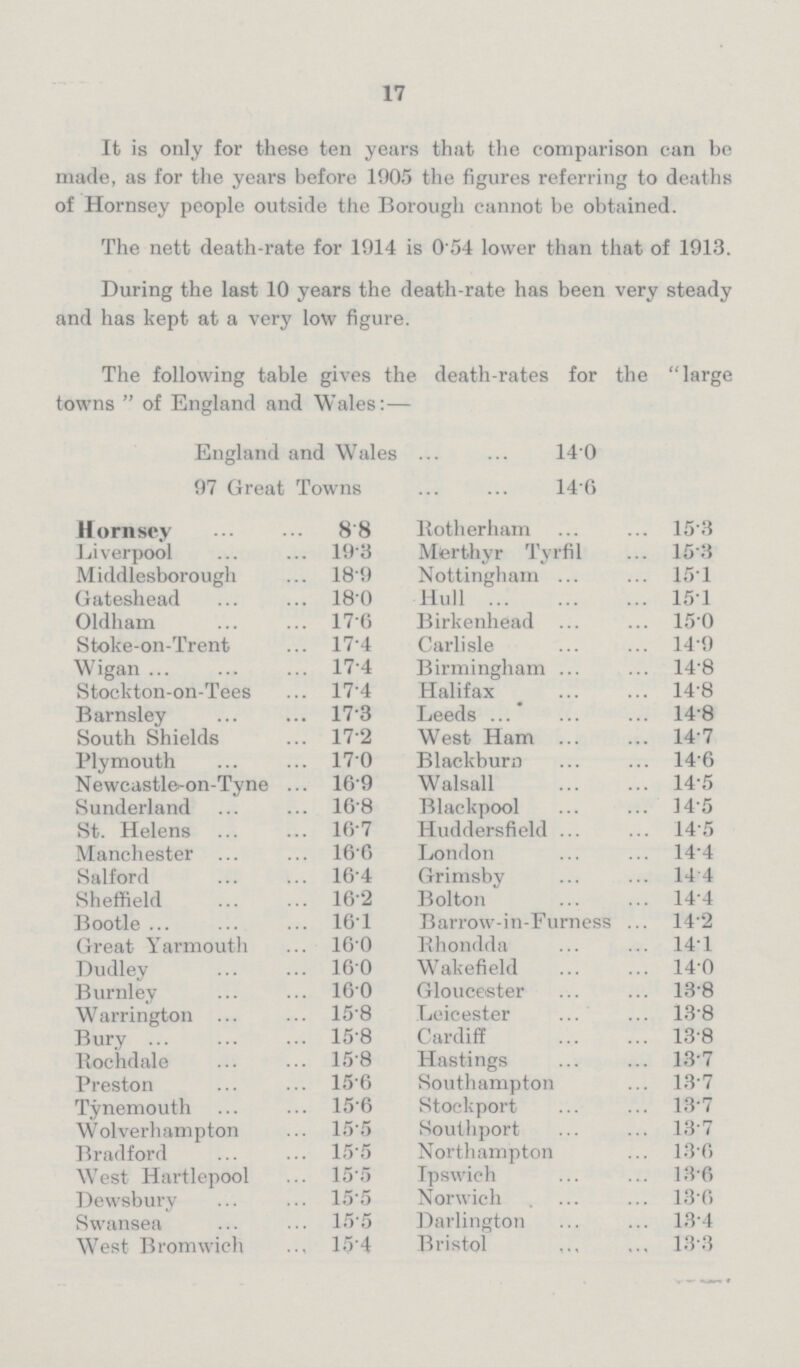 17
It is only for these ten years that the comparison can be
made, as for the years before 1905 the figures referring to deaths
of Hornsey people outside the Borough cannot be obtained.
The nett death-rate for 1914 is 0·54 lower than that of 1913.
During the last 10 years the death-rate has been very steady
and has kept at a very low figure.
The following table gives the death-rates for the "large
towns " of England and Wales:—
England and Wales ... ... 14·0
97 Great Towns ... ... 14·6
Hornsey ... ... 8·8
Liverpool ... ... 19·3
Middlesborough ... 18·9
Gateshead ... ... 18·0
Oldham ... ... 17·6
Stoke-on-Trent ... 17·4
Wigan ... ... ... 17·4
Stockton-on-Tees ... 17·4
Barnsley ... ... 17·3
South Shields ... 17·2
Plymouth ... ... 17·0
Newcastle-on-Tyne ... 16·9
Sunderland ... ... 16·8
St. Helens ... ... 16·7
Manchester ... ... 16·6
Salford ... ... 16·4
Sheffield ... ... 16·2
Bootle ... ... ... 16·1
Great Yarmouth ... 16·0
Dudley ... ... 16·0
Burnley ... ... 16·0
Warrington ... ... 15·8
Bury ... ... ... 15·8
Rochdale ... ... 15·8
Preston ... ... 15·6
Tynemouth ... ... 15·6
Wolverhampton ... 15·5
Bradford ... ... 15·5
West Hartlepool ... 15·5
Dewsbury ... ... 15·5
Swansea ... ... 15·5
West Bromwich ... 15·4
Rotherham ... ... 15·3
Merthyr Tyrfil ... 15·3
Nottingham ... ... 15·1
Hull ... ... ... 15·1
Birkenhead ... ... 15·0
Carlisle ... ... 14·9
Birmingham ... ... 14·8
Halifax ... ... 14·8
Leeds ... ... ... 14·8
West Ham ... ... 14·7
Blackburn ... ... 14·6
Walsall ... ... 14·5
Blackpool ... ... 14·5
Huddersfield ... ... 14·5
London ... ... 14·4
Grimsby ... ... 14·4
Bolton ... ... 14·4
Barrow-in-Furness ... 14·2
Rhondda ... ... 14·1
Wakefield ... ... 14·0
Gloucester ... ... 13·8
Leicester ... ... 13·8
Cardiff ... ... 13·8
Hastings ... ... 13·7
Southampton ... 13·7
Stockport ... ... 13·7
Southport ... ... 13·7
Northampton ... 13·6
Ipswich ... ... 13·6
Norwich ... ... 13·6
Darlington ... ... 13·4
Bristol ... ... 13·3